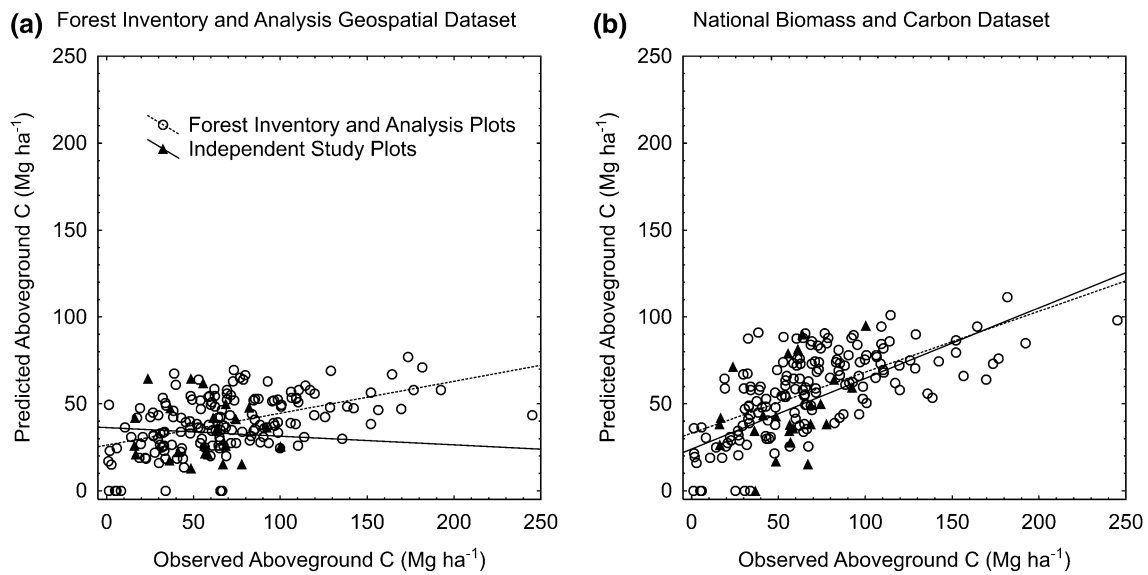 (a) Forest Inventory and Analysis Geospatial Dataset
250
200
150
100
50
0
Predicted Aboveground C (Mg ha⁻¹)
Forest Inventory and Analysis Plots
Independent Study Plots
0 50 100 150 200 250
Observed Aboveground C (Mg ha⁻¹)
(b) National Biomass and Carbon Dataset
250
200
150
100
50
0
Predicted Aboveground C (Mg ha⁻¹)
0 50 100 150 200 250
Observed Aboveground C (Mg ha⁻¹)